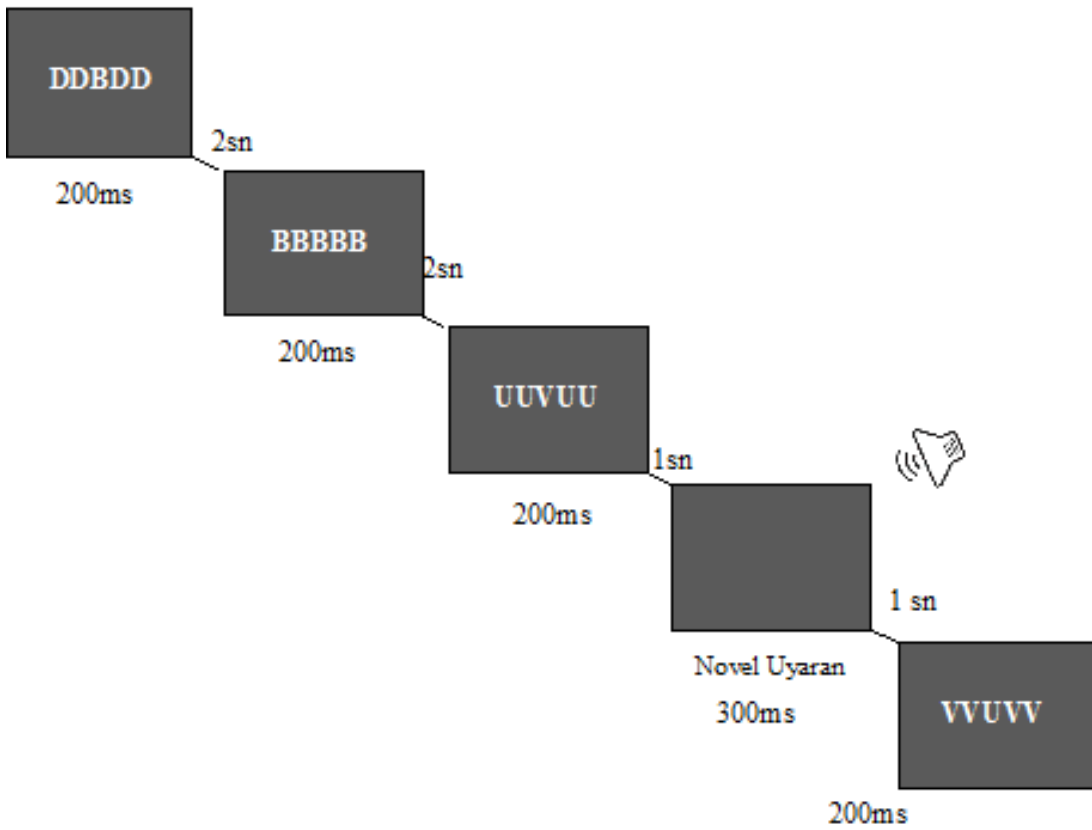 DDBDD
2sn
200ms
BBBBB
2sn
200ms
UUVUU
1sn
200ms
1 sn
Novel Uyaran
300ms
VVUVV
200ms